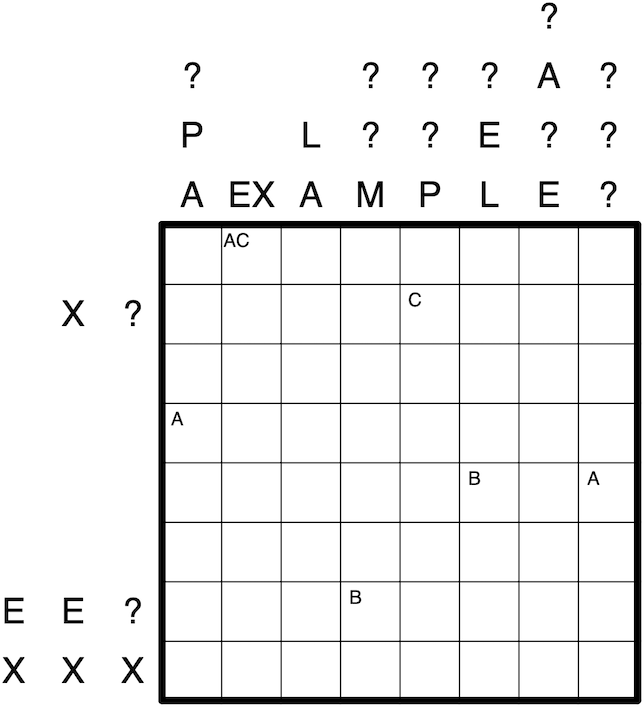 ?
? ? ? ? A ?
P L ? ? E ? ?
A EX A M P L E ?
AC
X ? C
A
B A
E E ? B
X X X